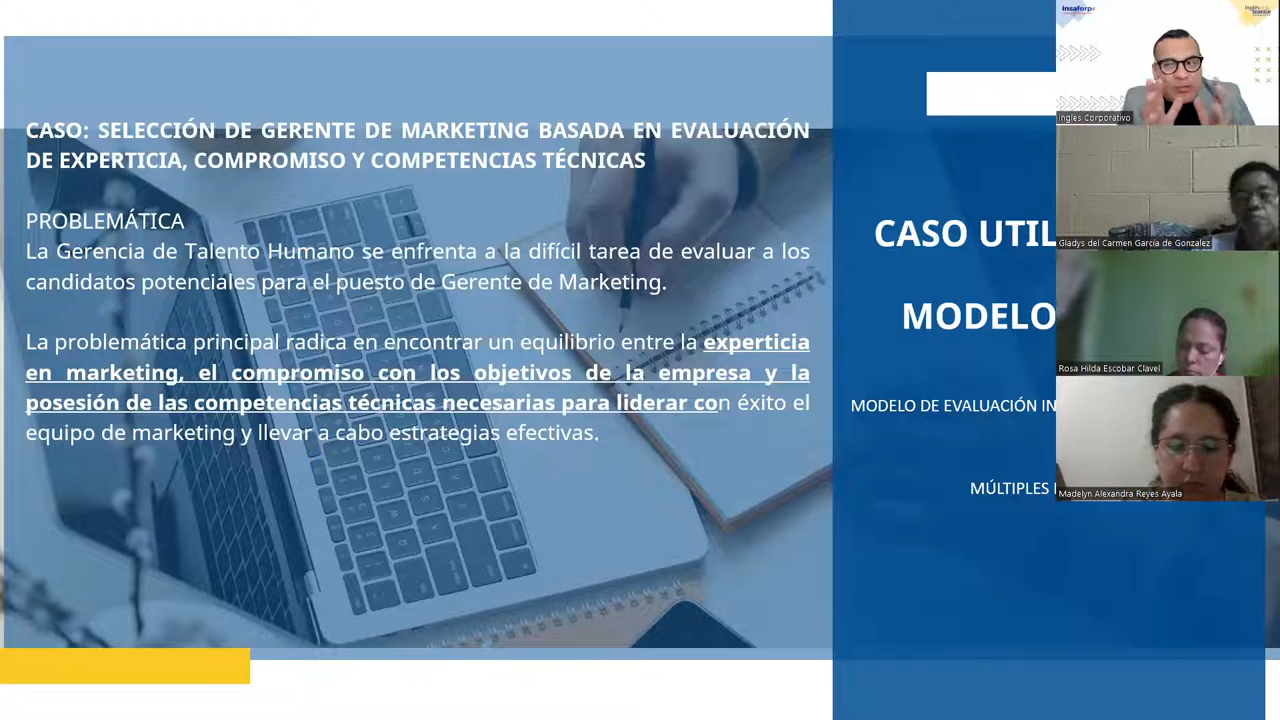 CASO: SELECCIÓN DE GERENTE DE MARKETING BASADA EN EVALUACIÓN
DE EXPERTICIA, COMPROMISO Y COMPETENCIAS TÉCNICAS
PROBLEMÁTICA
La Gerencia de Talento Humano se enfrenta a la difícil tarea de evaluar a los
candidatos potenciales para el puesto de Gerente de Marketing.
La problemática principal radica en encontrar un equilibrio entre la experticia
en marketing, el compromiso con los objetivos de la empresa y la
posesión de las competencias técnicas necesarias para liderar con éxito el
equipo de marketing y llevar a cabo estrategias efectivas.
CASO UTIL
MODELO
MODELO DE EVALUACIÓN IN
MÚLTIPLES
insaforp
Ingles Corporativo
Gladys del Carmen García de Gonzalez
Rosa Hilda Escobar Clavel
Madelyn Alexandra Reyes Ayala